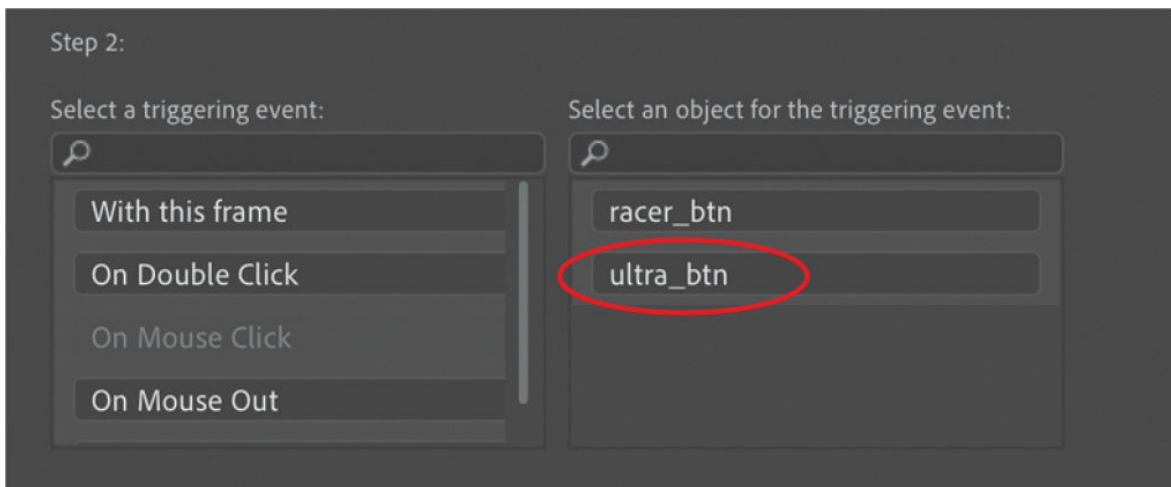 Step 2:
Select a triggering event:
Select an object for the triggering event:
With this frame
racer_btn
On Double Click
ultra_btn
On Mouse Click
On Mouse Out